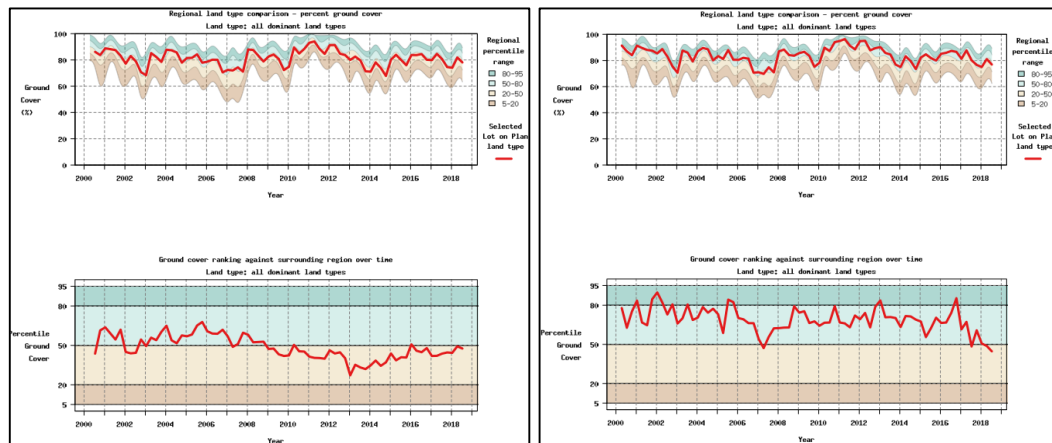 Regional land type comparison - percent ground cover
Land type: all dominant land types
100
80
60
40
20
0
Ground
Cover
(%)
2000 2002 2004 2006 2008 2010 2012 2014 2016 2018
Year
Regional
percentile
range
80-95
50-80
20-50
5-20
Selected
Lot on Plan
land type
Ground cover ranking against surrounding region over time
Land type: all dominant land types
95
80
50
20
5
Percentile
Ground
Cover
2000 2002 2004 2006 2008 2010 2012 2014 2016 2018
Year
Regional land type comparison - percent ground cover
Land type: all dominant land types
100
80
60
40
20
0
Ground
Cover
(%)
2000 2002 2004 2006 2008 2010 2012 2014 2016 2018
Year
Regional
percentile
range
80-95
50-80
20-50
5-20
Selected
Lot on Plan
land type
Ground cover ranking against surrounding region over time
Land type: all dominant land types
95
80
50
20
5
Percentile
Ground
Cover
2000 2002 2004 2006 2008 2010 2012 2014 2016 2018
Year